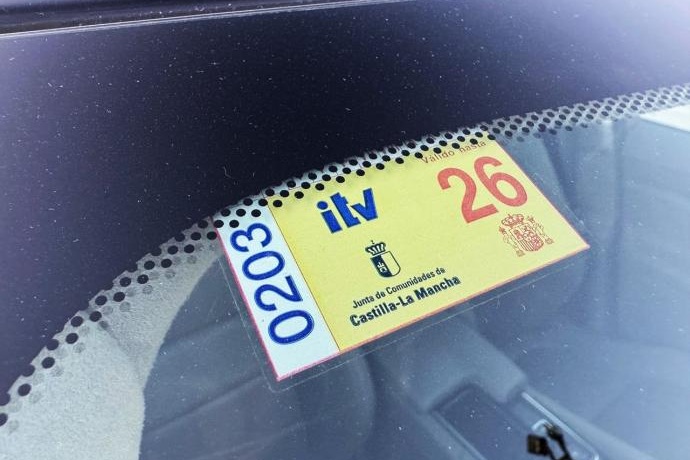 0203
itv
Válido hasta
26
Junta de Comunidades de
Castilla-La Mancha